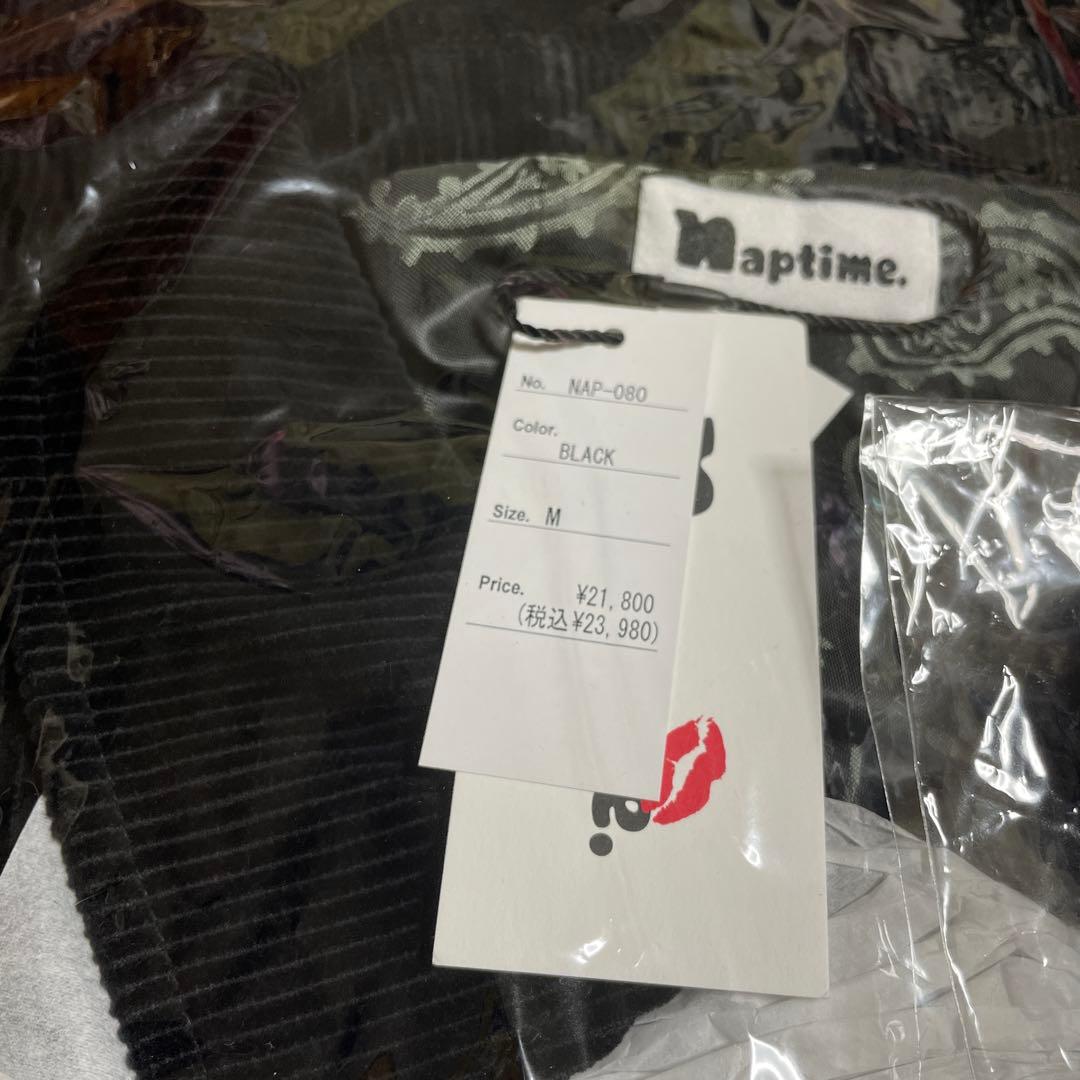 naptime.
No. NAP-080
Color.
BLACK
Size. M
Price. ¥21,800
(税込¥23,980)